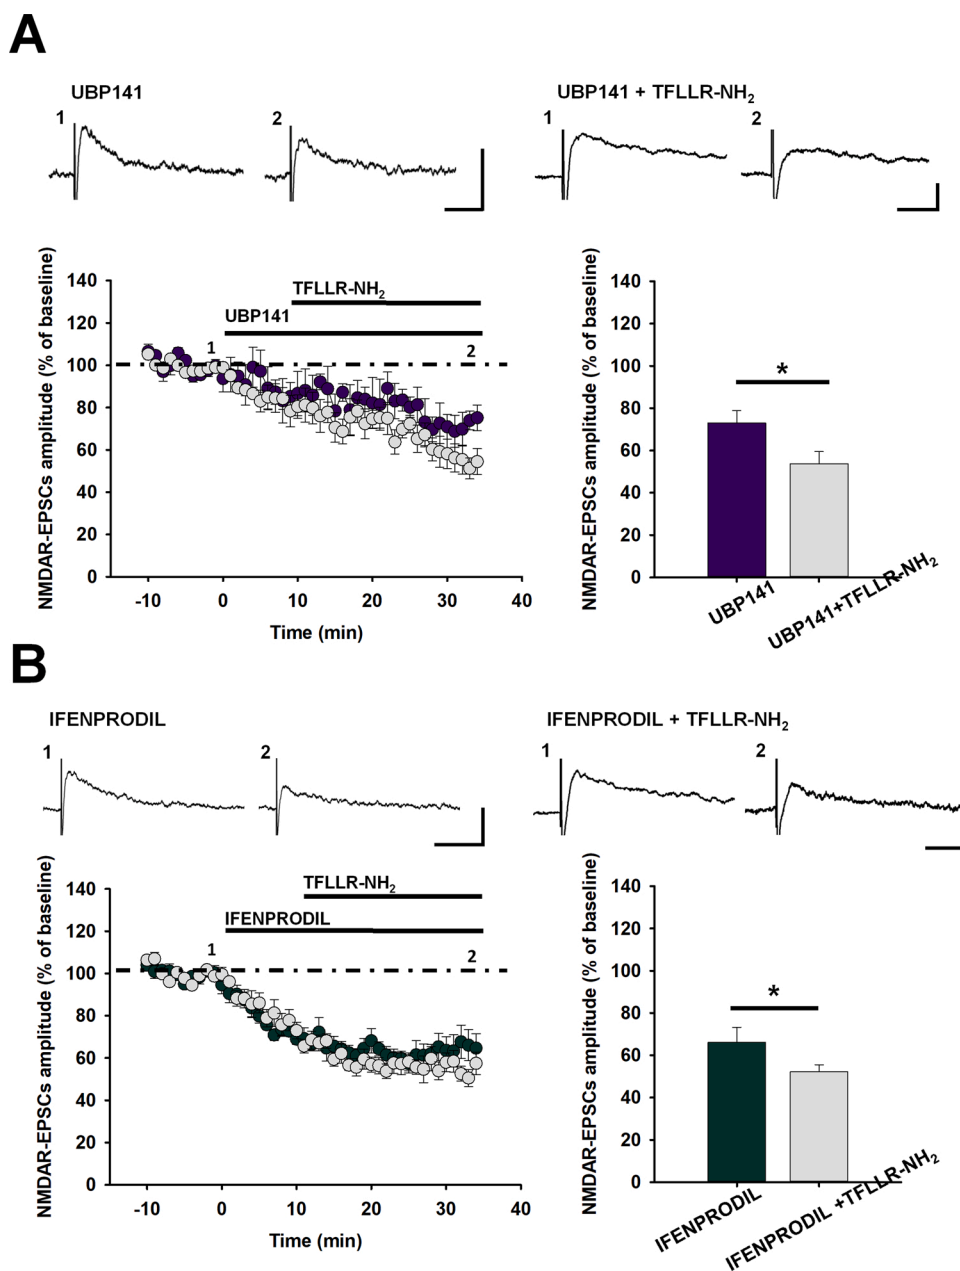 A
UBP141
UBP141 + TFLLR-NH2
1
2
1
2
NMDAR-EPSCs amplitude (% of baseline)
140
120
100
80
60
40
20
0
TFLLR-NH2
UBP141
1
2
-10
0
10
20
30
40
Time (min)
NMDAR-EPSCs amplitude (% of baseline)
140
120
100
80
60
40
20
0
*
UBP141
UBP141+TFLLR-NH2
B
IFENPRODIL
IFENPRODIL + TFLLR-NH2
1
2
1
2
NMDAR-EPSCs amplitude (% of baseline)
140
120
100
80
60
40
20
0
TFLLR-NH2
IFENPRODIL
1
2
-10
0
10
20
30
40
Time (min)
NMDAR-EPSCs amplitude (% of baseline)
140
120
100
80
60
40
20
0
*
IFENPRODIL
IFENPRODIL +TFLLR-NH2